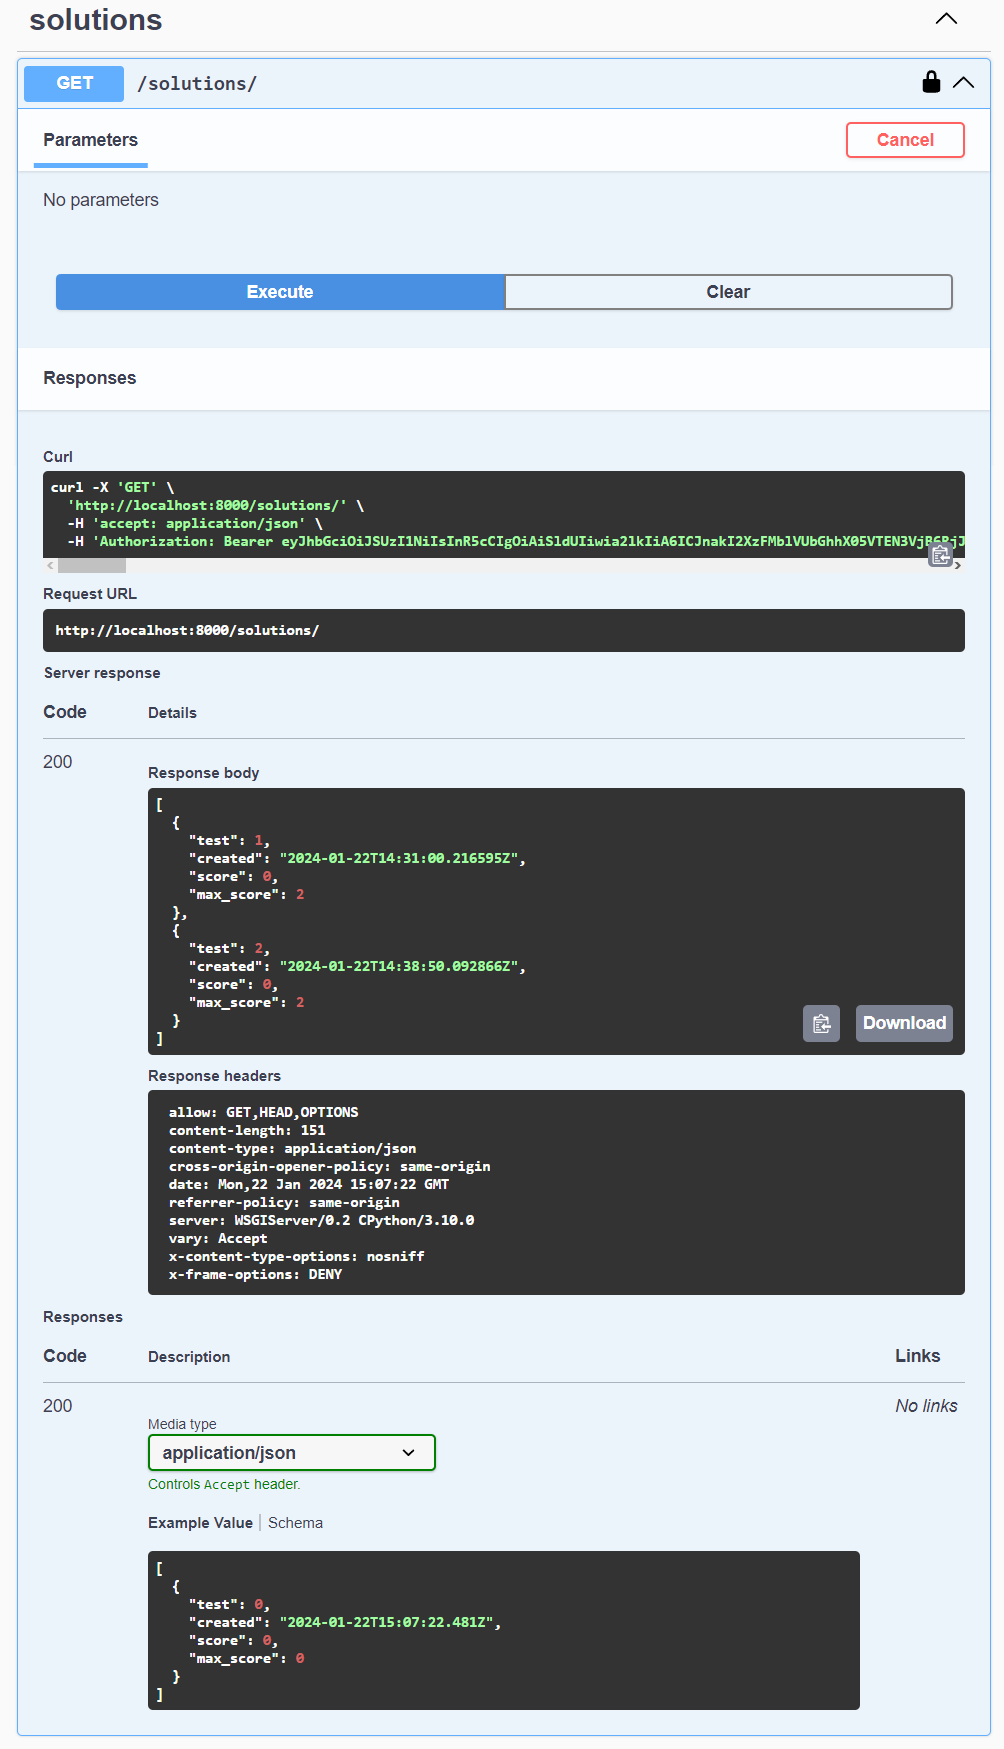 solutions
GET /solutions/
Parameters Cancel
No parameters
Execute Clear
Responses
Curl
curl -X 'GET' \
'http://localhost:8000/solutions/' \
-H 'accept: application/json' \
-H 'Authorization: Bearer
Request URL
http://localhost:8000/solutions/
Server response
Code Details
200
Response body
[
{
"test": 1,
"created": "2024-01-22T14:31:00.216595Z",
"score": 0,
"max_score": 2
},
{
"test": 2,
"created": "2024-01-22T14:38:50.092866Z",
"score": 0,
"max_score": 2
}
]
Download
Response headers
allow: GET,HEAD,OPTIONS
content-length: 151
content-type: application/json
cross-origin-opener-policy: same-origin
date: Mon,22 Jan 2024 15:07:22 GMT
referrer-policy: same-origin
server: WSGIServer/0.2 CPython/3.10.0
vary: Accept
x-content-type-options: nosniff
x-frame-options: DENY
Responses
Code Description Links
200 No links
Media type
application/json
Controls Accept header.
Example Value | Schema
[
{
"test": 0,
"created": "2024-01-22T15:07:22.481Z",
"score": 0,
"max_score": 0
}
]